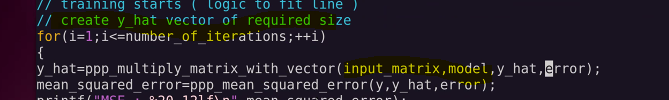 // training starts ( logic to fit line )
// create y_hat vector of required size
for(i=1;i<=number_of_iterations;++i)
{
y_hat=ppp_multiply_matrix_with_vector(input_matrix,model,y_hat,error);
mean_squared_error=ppp_mean_squared_error(y,y_hat,error);
printf("MSE : %20.12lf\n",mean_squared_error);